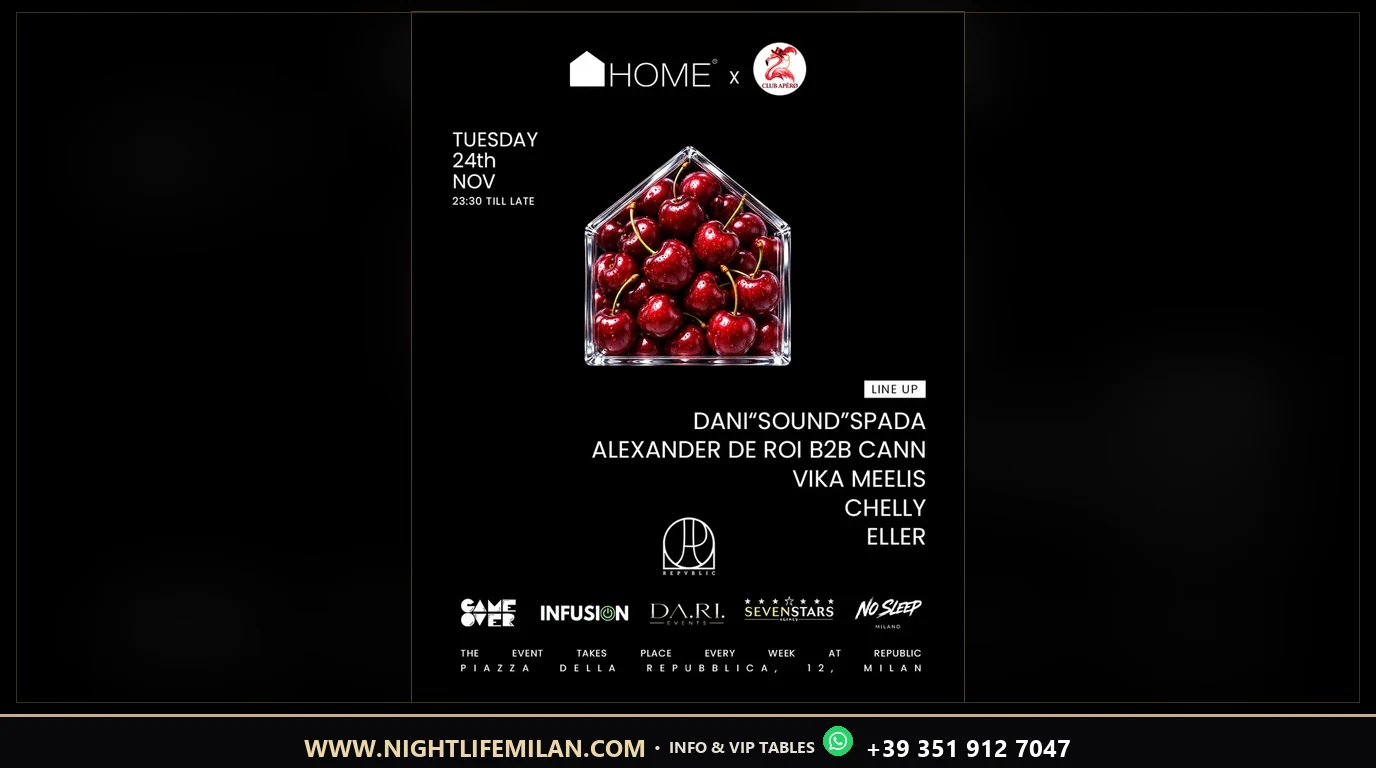 HOME® X CLUB APÉRO
TUESDAY
24th
NOV
23:30 TILL LATE
LINE UP
DANI“SOUND”SPADA
ALEXANDER DE ROI B2B CANN
VIKA MEELIS
CHELLY
ELLER
REPVBLIC
GAME OVER
INFUSION
DA.RI. EVENTS
SEVENSTARS AGENCY
NO SLEEP MILANO
THE EVENT TAKES PLACE EVERY WEEK AT REPUBLIC
PIAZZA DELLA REPUBBLICA, 12, MILAN
WWW.NIGHTLIFEMILAN.COM • INFO & VIP TABLES +39 351 912 7047